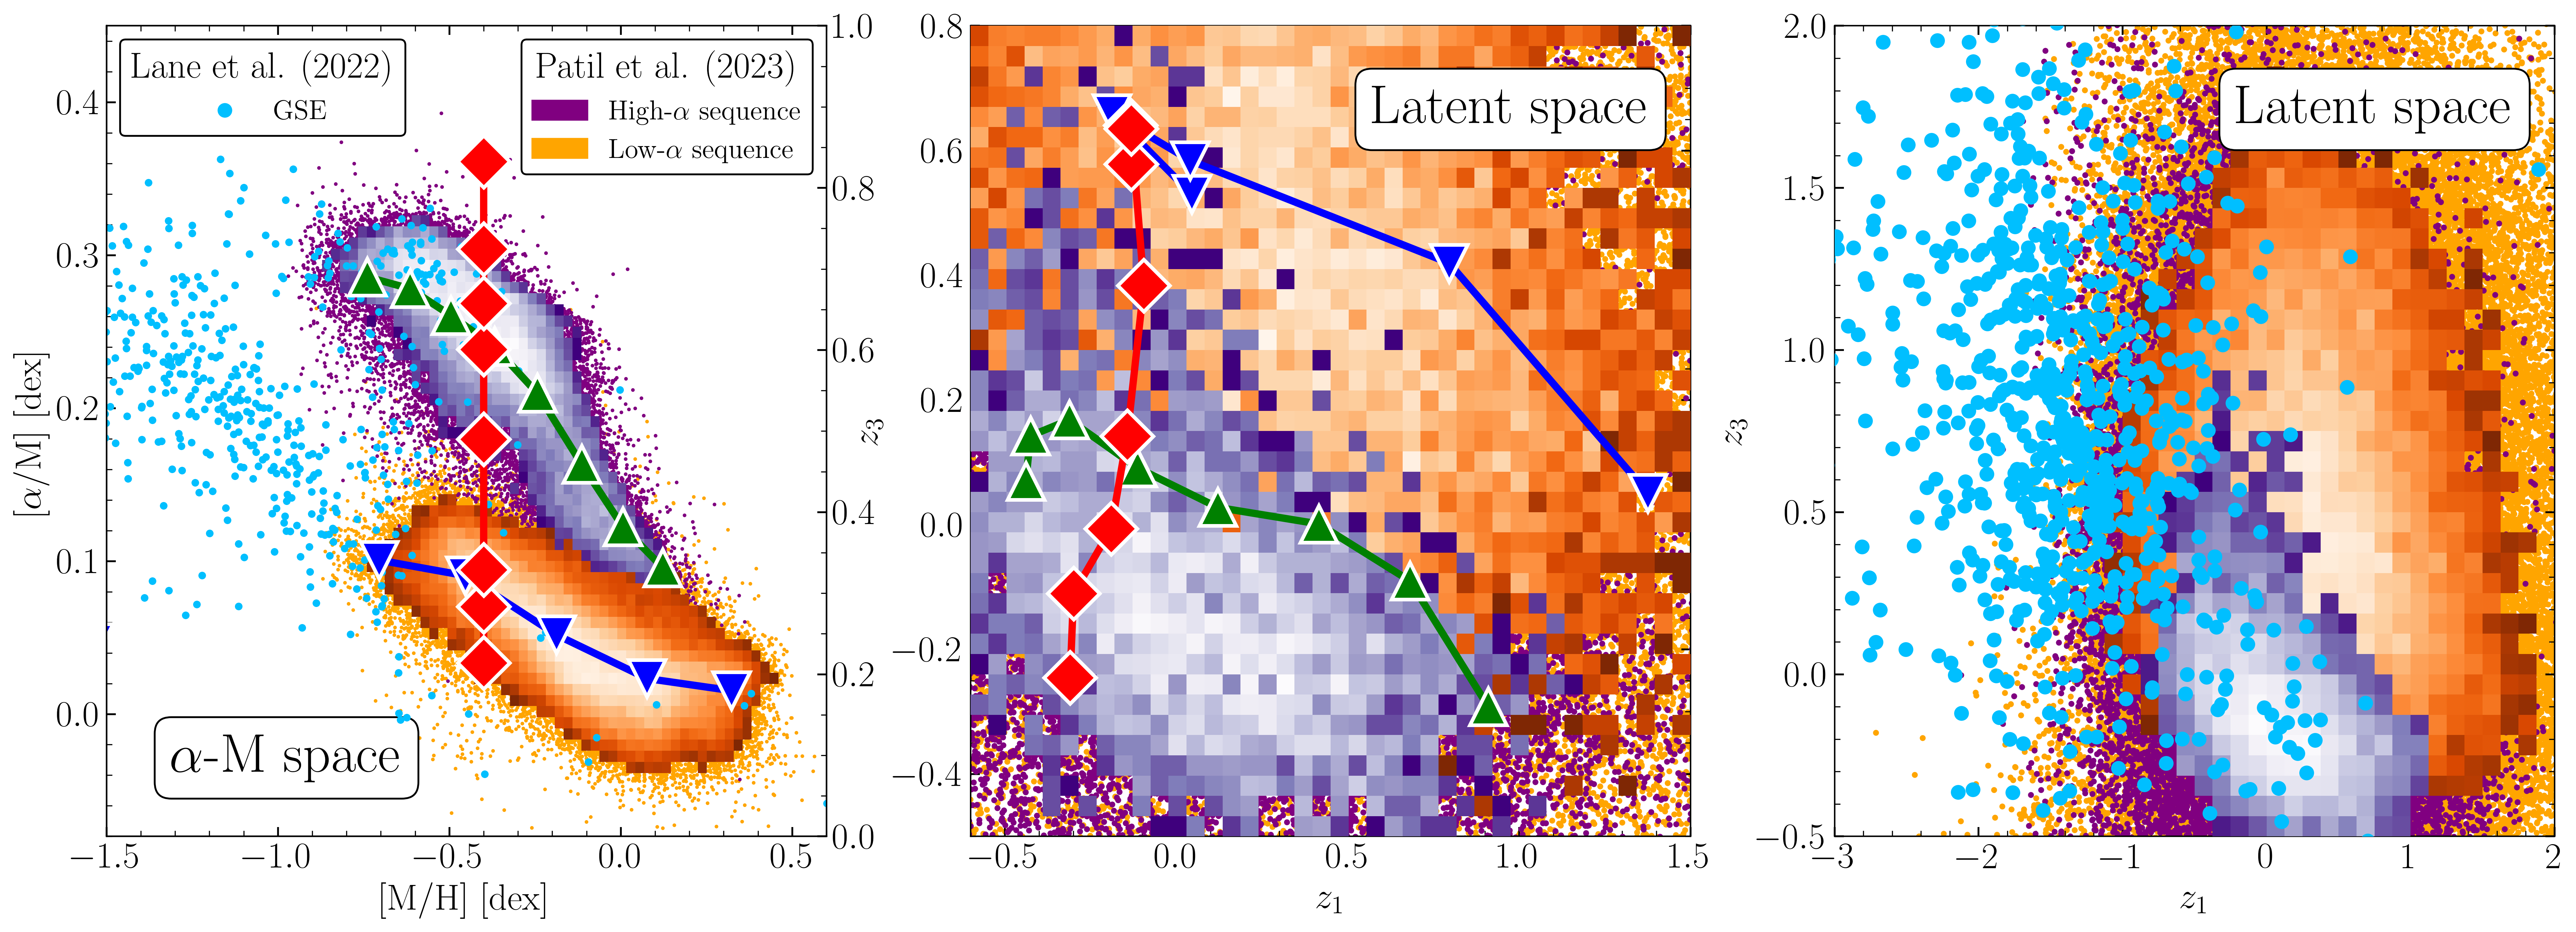 Lane et al. (2022)
GSE
Patil et al. (2023)
High-α sequence
Low-α sequence
α-M space
[α/M] [dex]
0.4
0.3
0.2
0.1
0.0
−1.5
−1.0
−0.5
0.0
0.5
[M/H] [dex]
1.0
0.8
0.6
0.4
0.2
0.0
Latent space
z3
0.8
0.6
0.4
0.2
0.0
−0.2
−0.4
−0.5
0.0
0.5
1.0
1.5
z1
Latent space
z3
2.0
1.5
1.0
0.5
0.0
−0.5
−3
−2
−1
0
1
2
z1